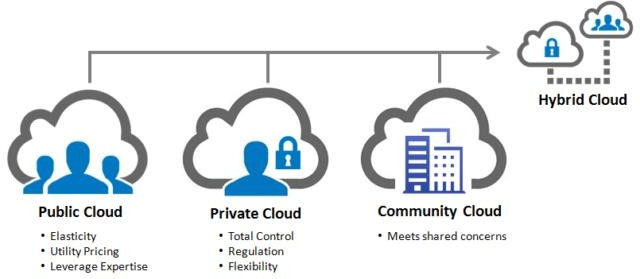 Hybrid Cloud
Public Cloud
• Elasticity
• Utility Pricing
• Leverage Expertise
Private Cloud
• Total Control
• Regulation
• Flexibility
Community Cloud
• Meets shared concerns